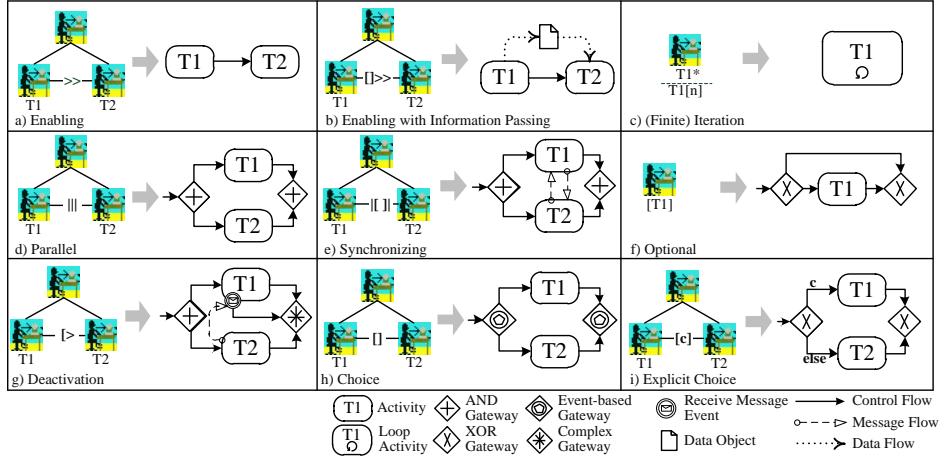 >>
T1 T2
T1 T2
a) Enabling
[]>>
T1 T2
T1 T2
b) Enabling with Information Passing
T1*
T1[n]
T1
c) (Finite) Iteration
|||
T1 T2
T1
T2
d) Parallel
|[ ]|
T1 T2
T1
T2
e) Synchronizing
[T1]
T1
f) Optional
[>
T1 T2
T1
T2
g) Deactivation
[]
T1 T2
T1
T2
h) Choice
[c]
T1 T2
c
T1
else
T2
i) Explicit Choice
T1 Activity
AND Gateway
Event-based Gateway
Receive Message Event
Control Flow
Message Flow
T1 Loop Activity
XOR Gateway
Complex Gateway
Data Object
Data Flow